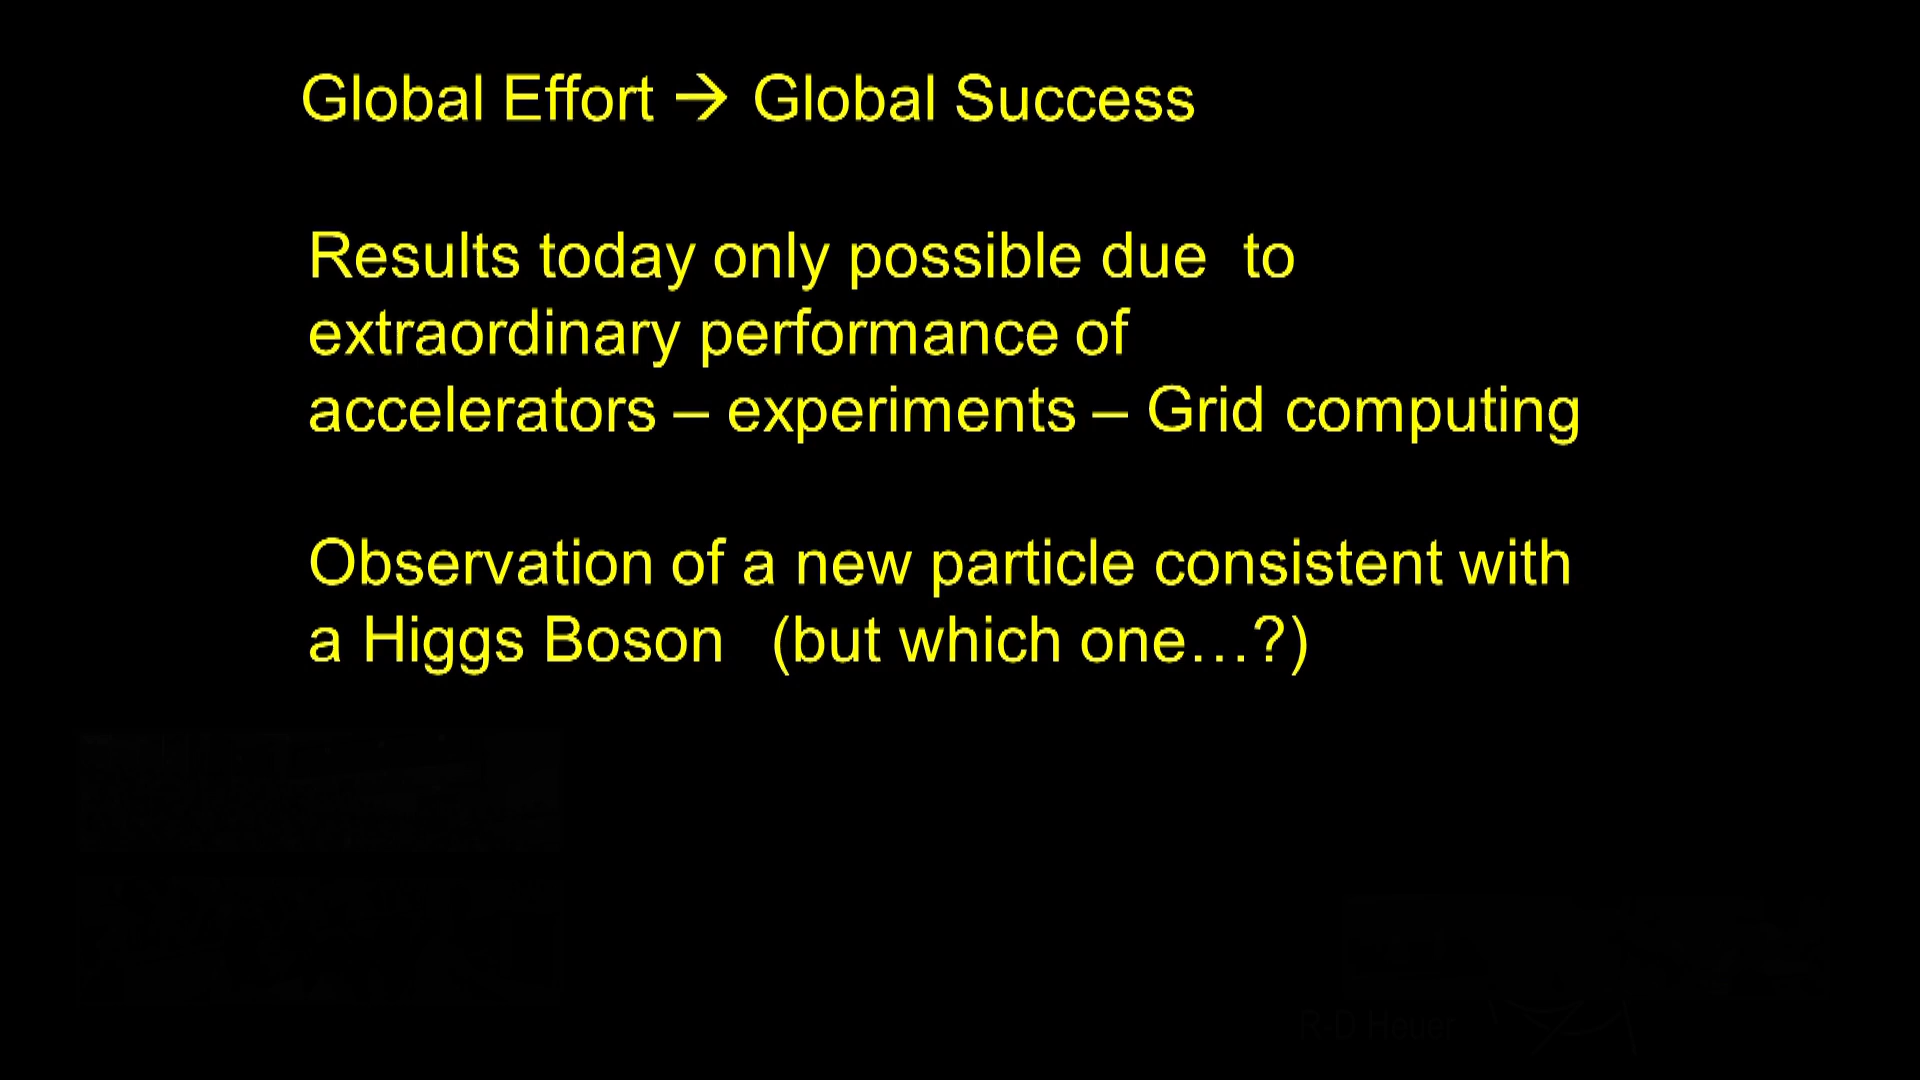 Global Effort → Global Success
Results today only possible due  to
extraordinary performance of
accelerators – experiments – Grid computing
Observation of a new particle consistent with
a Higgs Boson   (but which one…?)
R-D Heuer